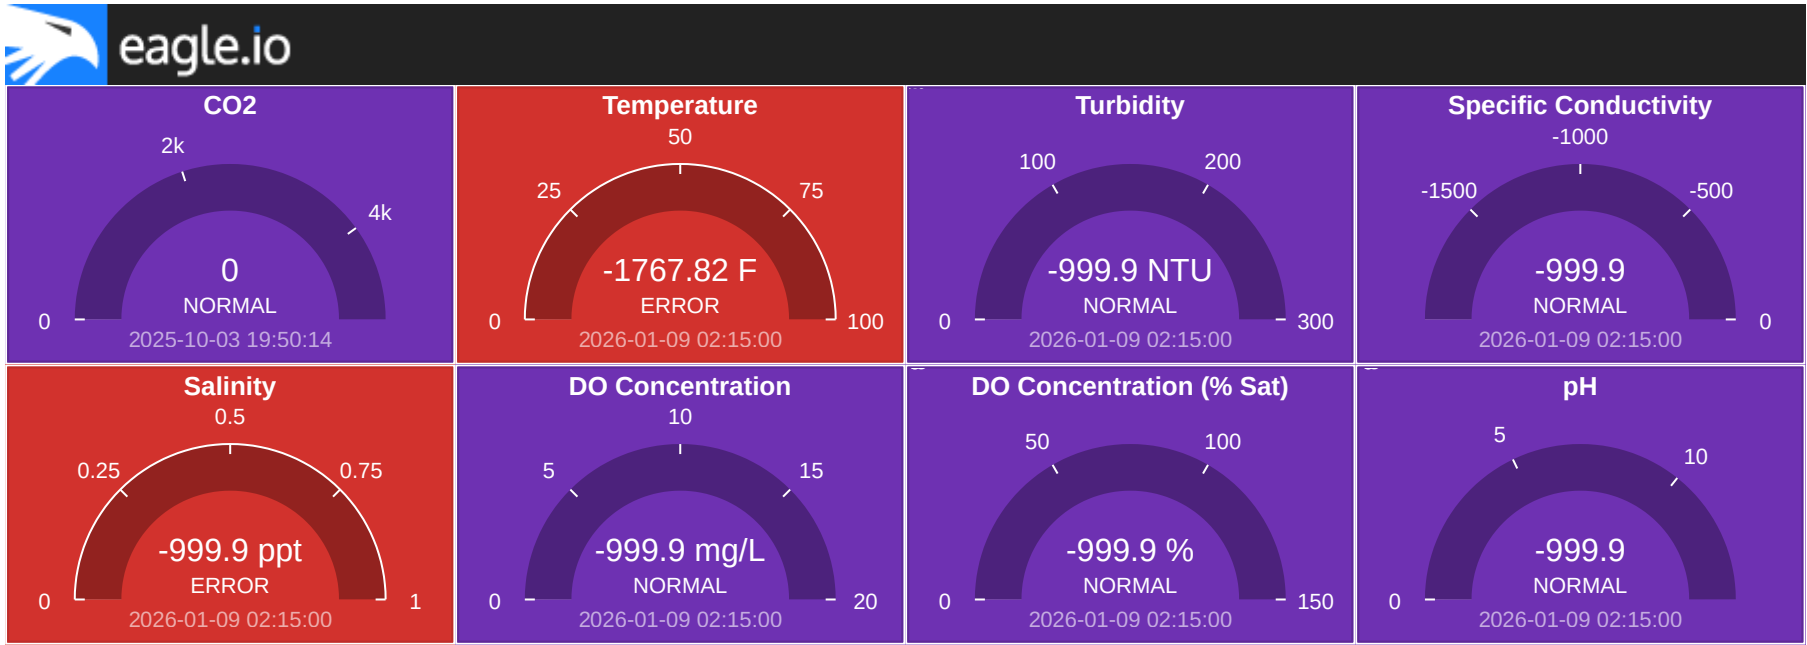 eagle.io
CO2
2k
4k
0
0
NORMAL
2025-10-03 19:50:14
Temperature
50
25
75
-1767.82 F
ERROR
0
100
2026-01-09 02:15:00
Turbidity
100
200
-999.9 NTU
NORMAL
0
300
2026-01-09 02:15:00
Specific Conductivity
-1000
-1500
-500
-999.9
NORMAL
0
2026-01-09 02:15:00
Salinity
0.5
0.25
0.75
-999.9 ppt
ERROR
0
1
2026-01-09 02:15:00
DO Concentration
10
5
15
-999.9 mg/L
NORMAL
0
20
2026-01-09 02:15:00
DO Concentration (% Sat)
50
100
-999.9 %
NORMAL
0
150
2026-01-09 02:15:00
pH
5
10
-999.9
NORMAL
0
2026-01-09 02:15:00